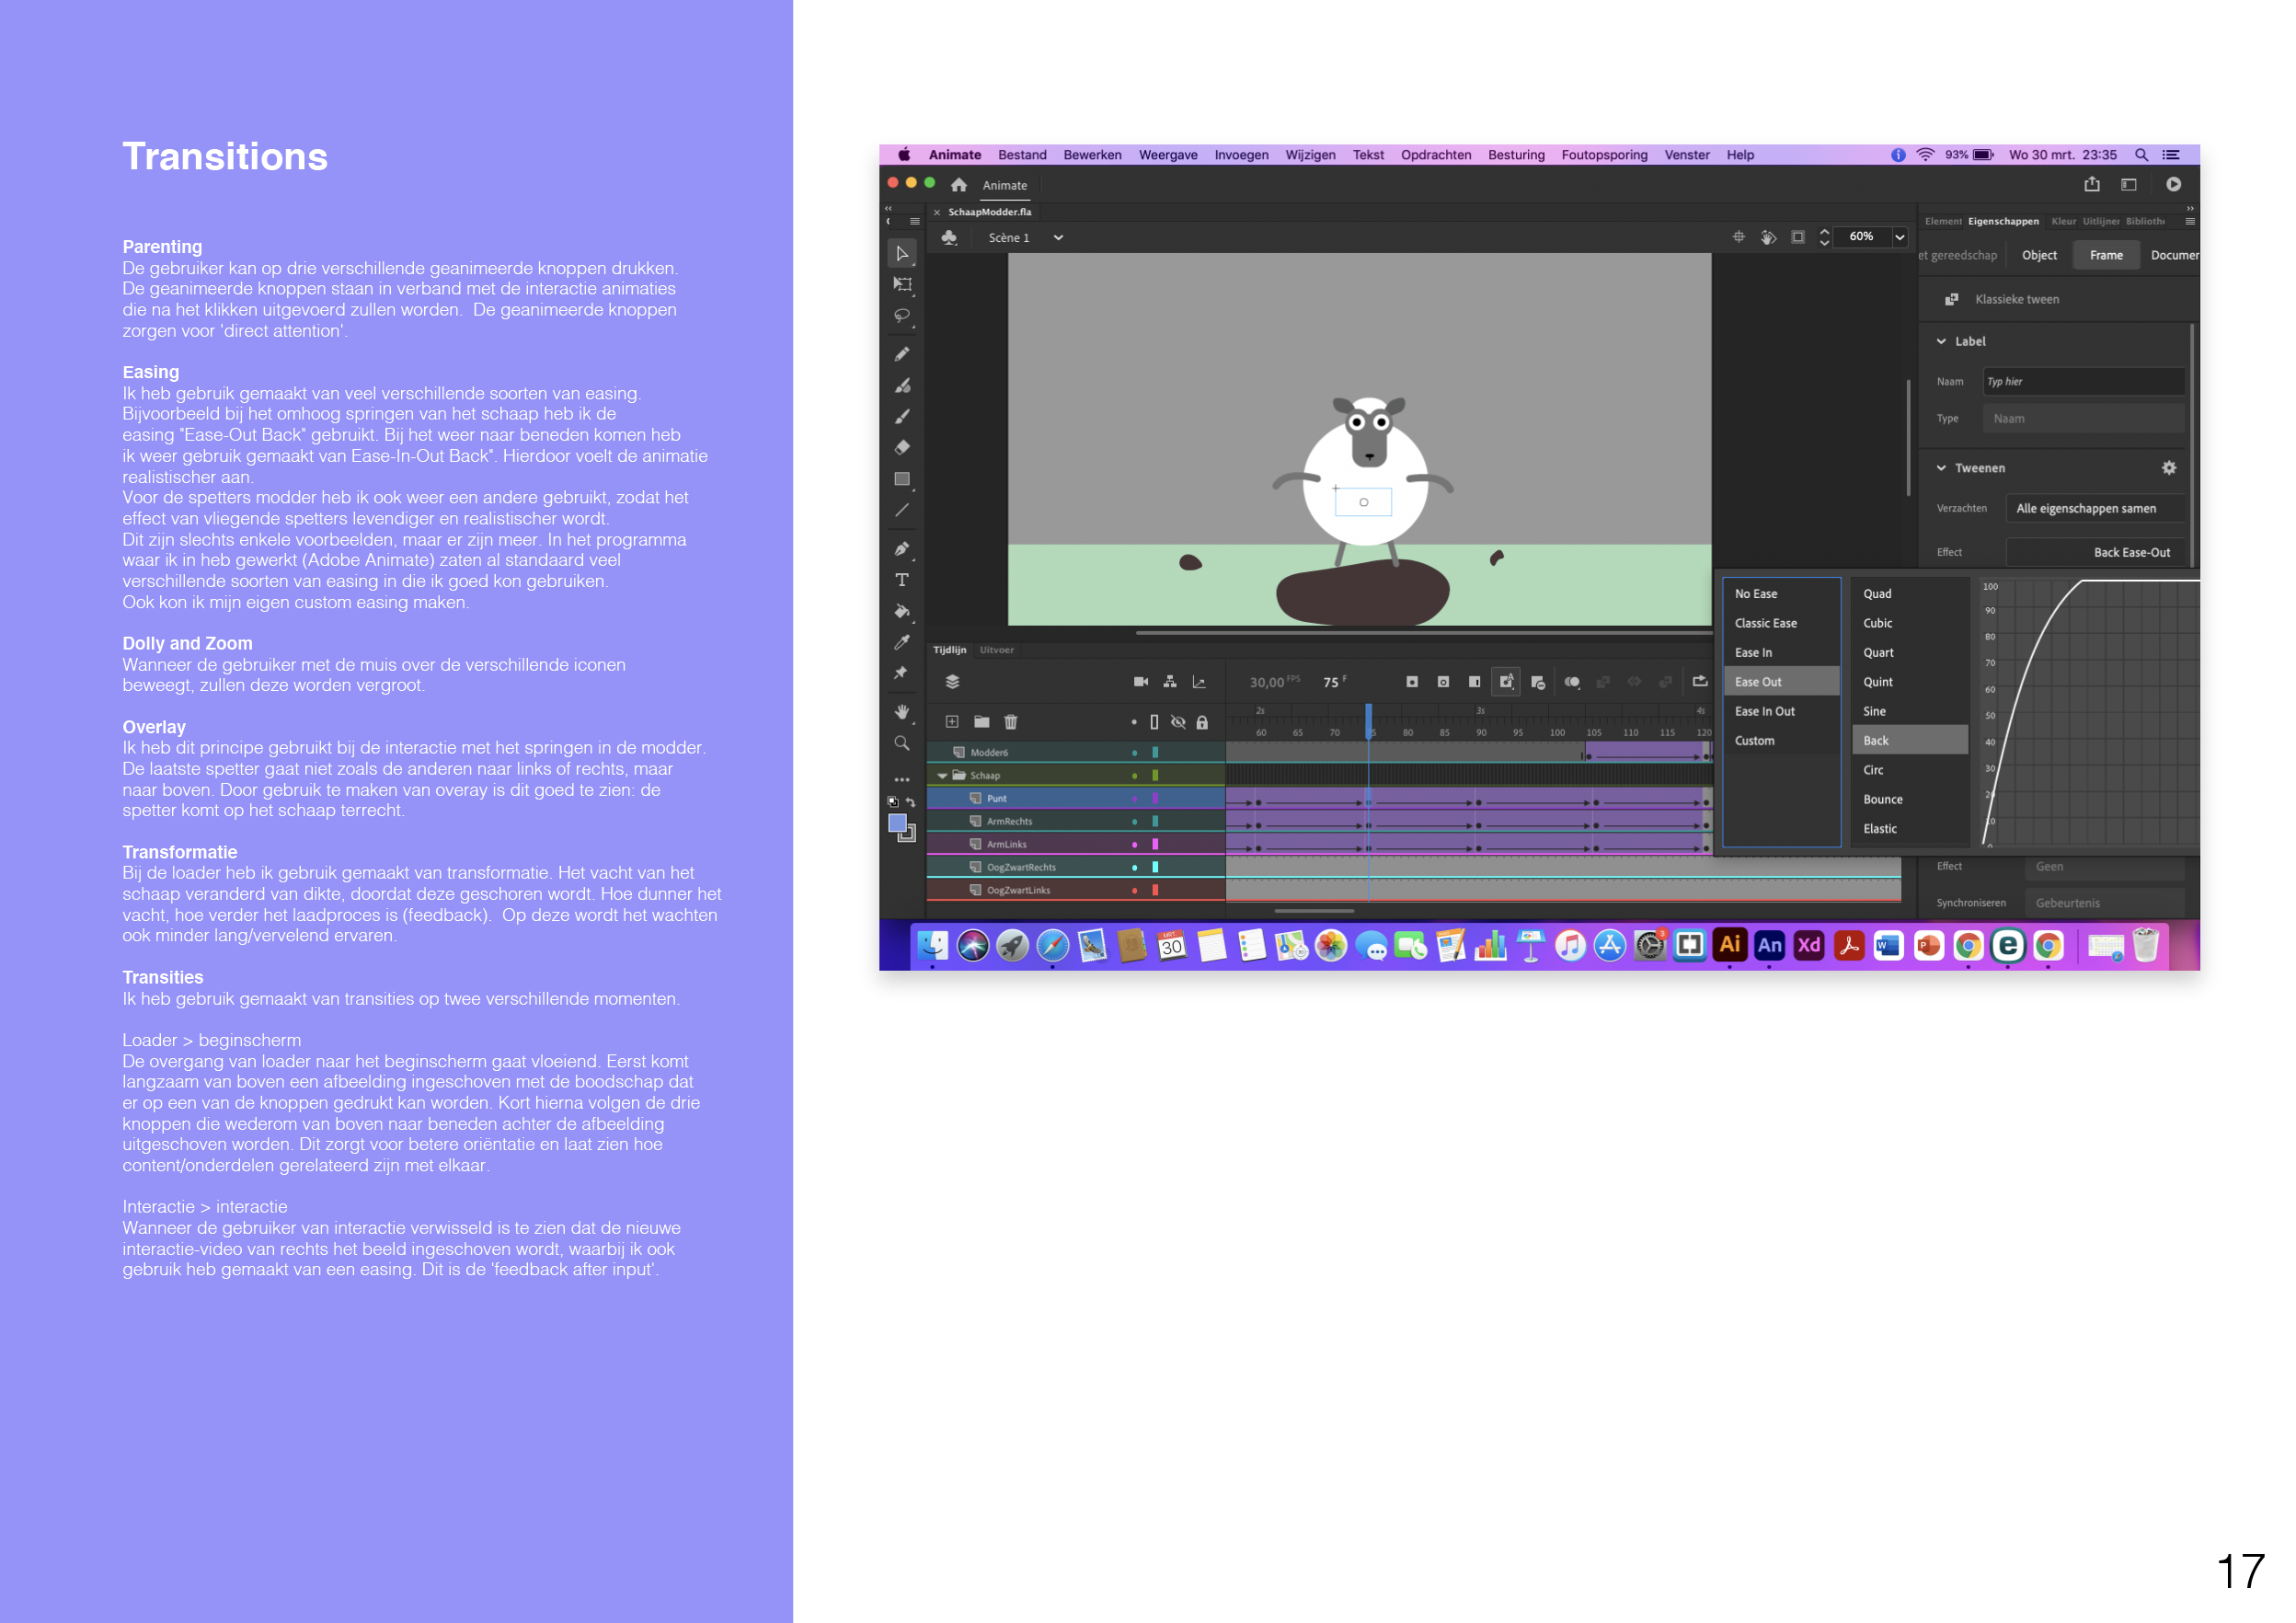 Transitions
Parenting
De gebruiker kan op drie verschillende geanimeerde knoppen drukken.
De geanimeerde knoppen staan in verband met de interactie animaties
die na het klikken uitgevoerd zullen worden.  De geanimeerde knoppen
zorgen voor 'direct attention'.
Easing
Ik heb gebruik gemaakt van veel verschillende soorten van easing.
Bijvoorbeeld bij het omhoog springen van het schaap heb ik de
easing "Ease-Out Back" gebruikt. Bij het weer naar beneden komen heb
ik weer gebruik gemaakt van Ease-In-Out Back". Hierdoor voelt de animatie
realistischer aan.
Voor de spetters modder heb ik ook weer een andere gebruikt, zodat het
effect van vliegende spetters levendiger en realistischer wordt.
Dit zijn slechts enkele voorbeelden, maar er zijn meer. In het programma
waar ik in heb gewerkt (Adobe Animate) zaten al standaard veel
verschillende soorten van easing in die ik goed kon gebruiken.
Ook kon ik mijn eigen custom easing maken.
Dolly and Zoom
Wanneer de gebruiker met de muis over de verschillende iconen
beweegt, zullen deze worden vergroot.
Overlay
Ik heb dit principe gebruikt bij de interactie met het springen in de modder.
De laatste spetter gaat niet zoals de anderen naar links of rechts, maar
naar boven. Door gebruik te maken van overay is dit goed te zien: de
spetter komt op het schaap terrecht.
Transformatie
Bij de loader heb ik gebruik gemaakt van transformatie. Het vacht van het
schaap veranderd van dikte, doordat deze geschoren wordt. Hoe dunner het
vacht, hoe verder het laadproces is (feedback).  Op deze wordt het wachten
ook minder lang/vervelend ervaren.
Transities
Ik heb gebruik gemaakt van transities op twee verschillende momenten.
Loader > beginscherm
De overgang van loader naar het beginscherm gaat vloeiend. Eerst komt
langzaam van boven een afbeelding ingeschoven met de boodschap dat
er op een van de knoppen gedrukt kan worden. Kort hierna volgen de drie
knoppen die wederom van boven naar beneden achter de afbeelding
uitgeschoven worden. Dit zorgt voor betere oriëntatie en laat zien hoe
content/onderdelen gerelateerd zijn met elkaar.
Interactie > interactie
Wanneer de gebruiker van interactie verwisseld is te zien dat de nieuwe
interactie-video van rechts het beeld ingeschoven wordt, waarbij ik ook
gebruik heb gemaakt van een easing. Dit is de 'feedback after input'.
Animate Bestand Bewerken Weergave Invoegen Wijzigen Tekst Opdrachten Besturing Foutopsporing Venster Help 93% Wo 30 mrt. 23:35
Animate
SchaapModder.fla
Scène 1 60%
Element Eigenschappen Kleur Uitlijner Biblioth
et gereedschap Object Frame Documer
Klassieke tween
Label
Naam Typ hier
Type Naam
Tweenen
Verzachten Alle eigenschappen samen
Effect Back Ease-Out
No Ease
Classic Ease
Ease In
Ease Out
Ease In Out
Custom
Quad
Cubic
Quart
Quint
Sine
Back
Circ
Bounce
Elastic
100
90
80
70
60
50
40
30
20
10
0
Effect Geen
Synchroniseren Gebeurtenis
Tijdlijn Uitvoer
30,00 FPS 75 F
2s 3s 4s
60 65 70 75 80 85 90 95 100 105 110 115 120
Modder6
Schaap
Punt
ArmRechts
ArmLinks
OogZwartRechts
OogZwartLinks
MRT.
30
3
Ai An Xd W P e
17